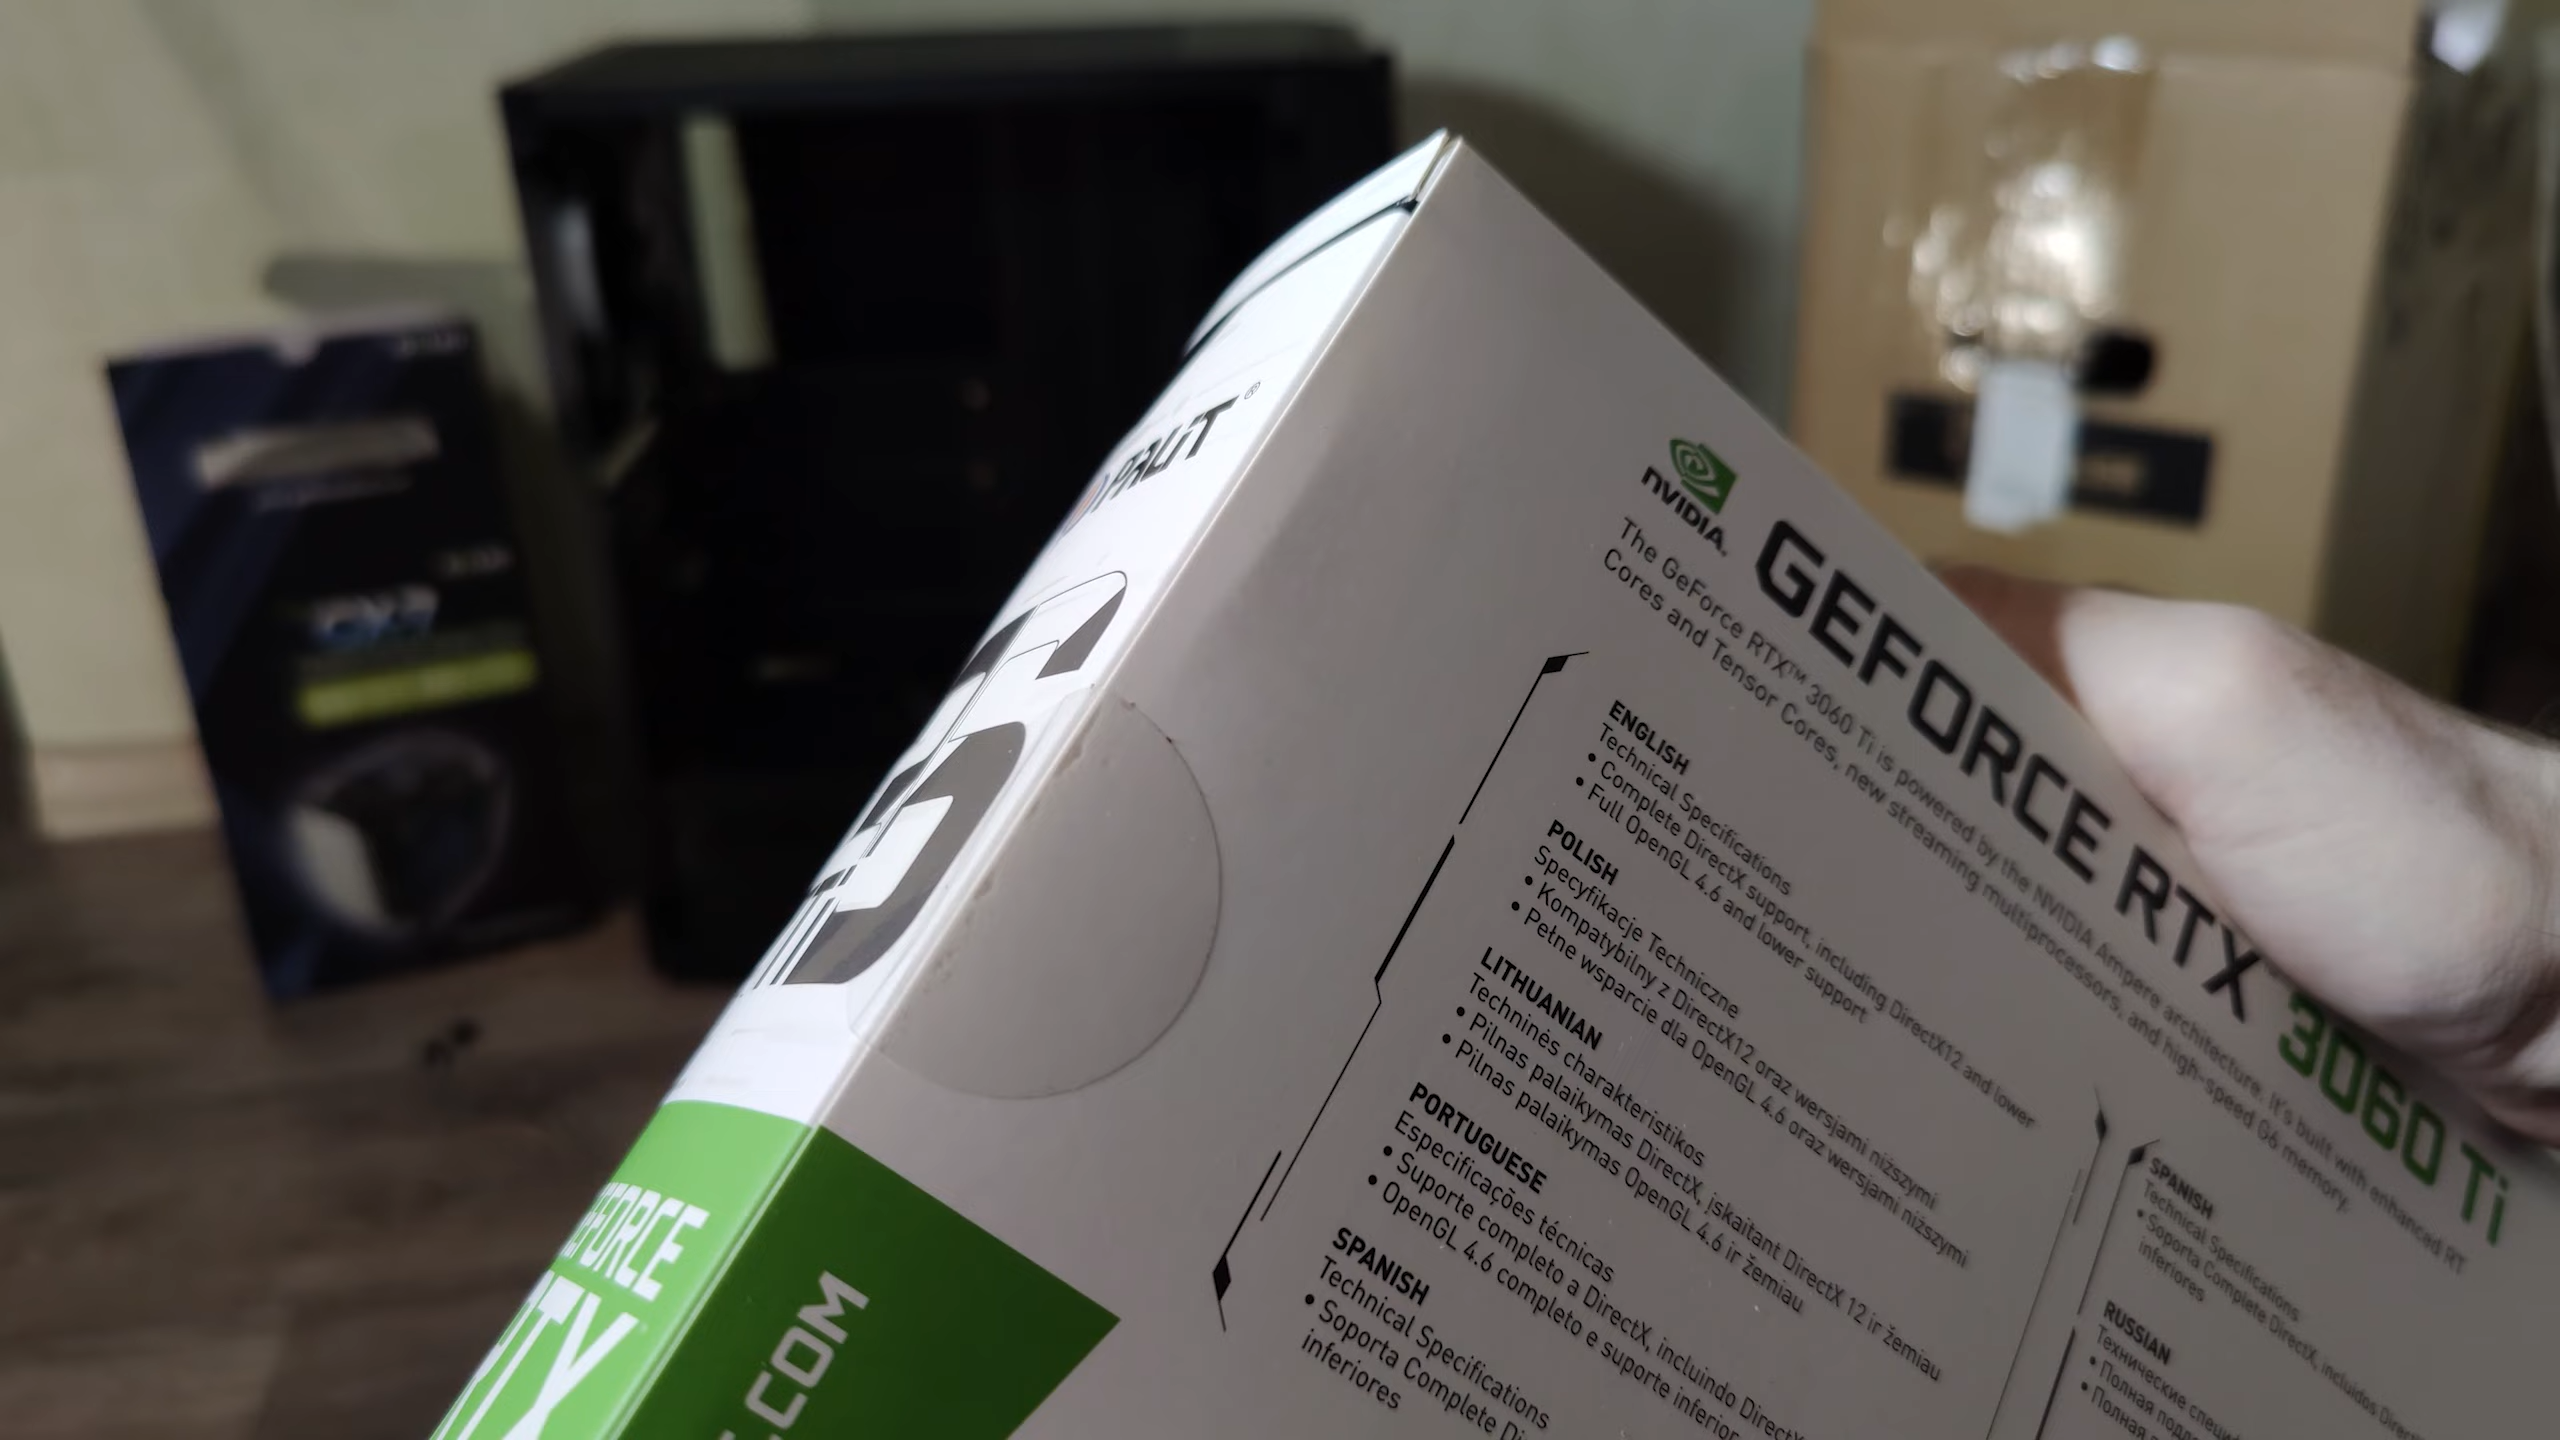 PALIT®
Ti
GEFORCE
RTX
.COM
NVIDIA.
GEFORCE RTX™ 3060 Ti
The GeForce RTX™ 3060 Ti is powered by the NVIDIA Ampere architecture. It's built with enhanced RT
Cores and Tensor Cores, new streaming multiprocessors, and high-speed G6 memory.
ENGLISH
Technical Specifications
• Complete DirectX support, including DirectX12 and lower
• Full OpenGL 4.6 and lower support
POLISH
Specyfikacje Techniczne
• Kompatybilny z DirectX12 oraz wersjami niższymi
• Pełne wsparcie dla OpenGL 4.6 oraz wersjami niższymi
LITHUANIAN
Techninės charakteristikos
• Pilnas palaikymas DirectX, įskaitant DirectX 12 ir žemiau
• Pilnas palaikymas OpenGL 4.6 ir žemiau
PORTUGUESE
Especificações técnicas
• Suporte completo a DirectX, incluindo DirectX
• OpenGL 4.6 completo e suporte inferior
SPANISH
Technical Specifications
• Soporta Complete Di
inferiores
SPANISH
Technical Specifications
• Soporta Complete DirectX, incluidos Direct
inferiores
RUSSIAN
Технические специ
• Полная подд
• Полная